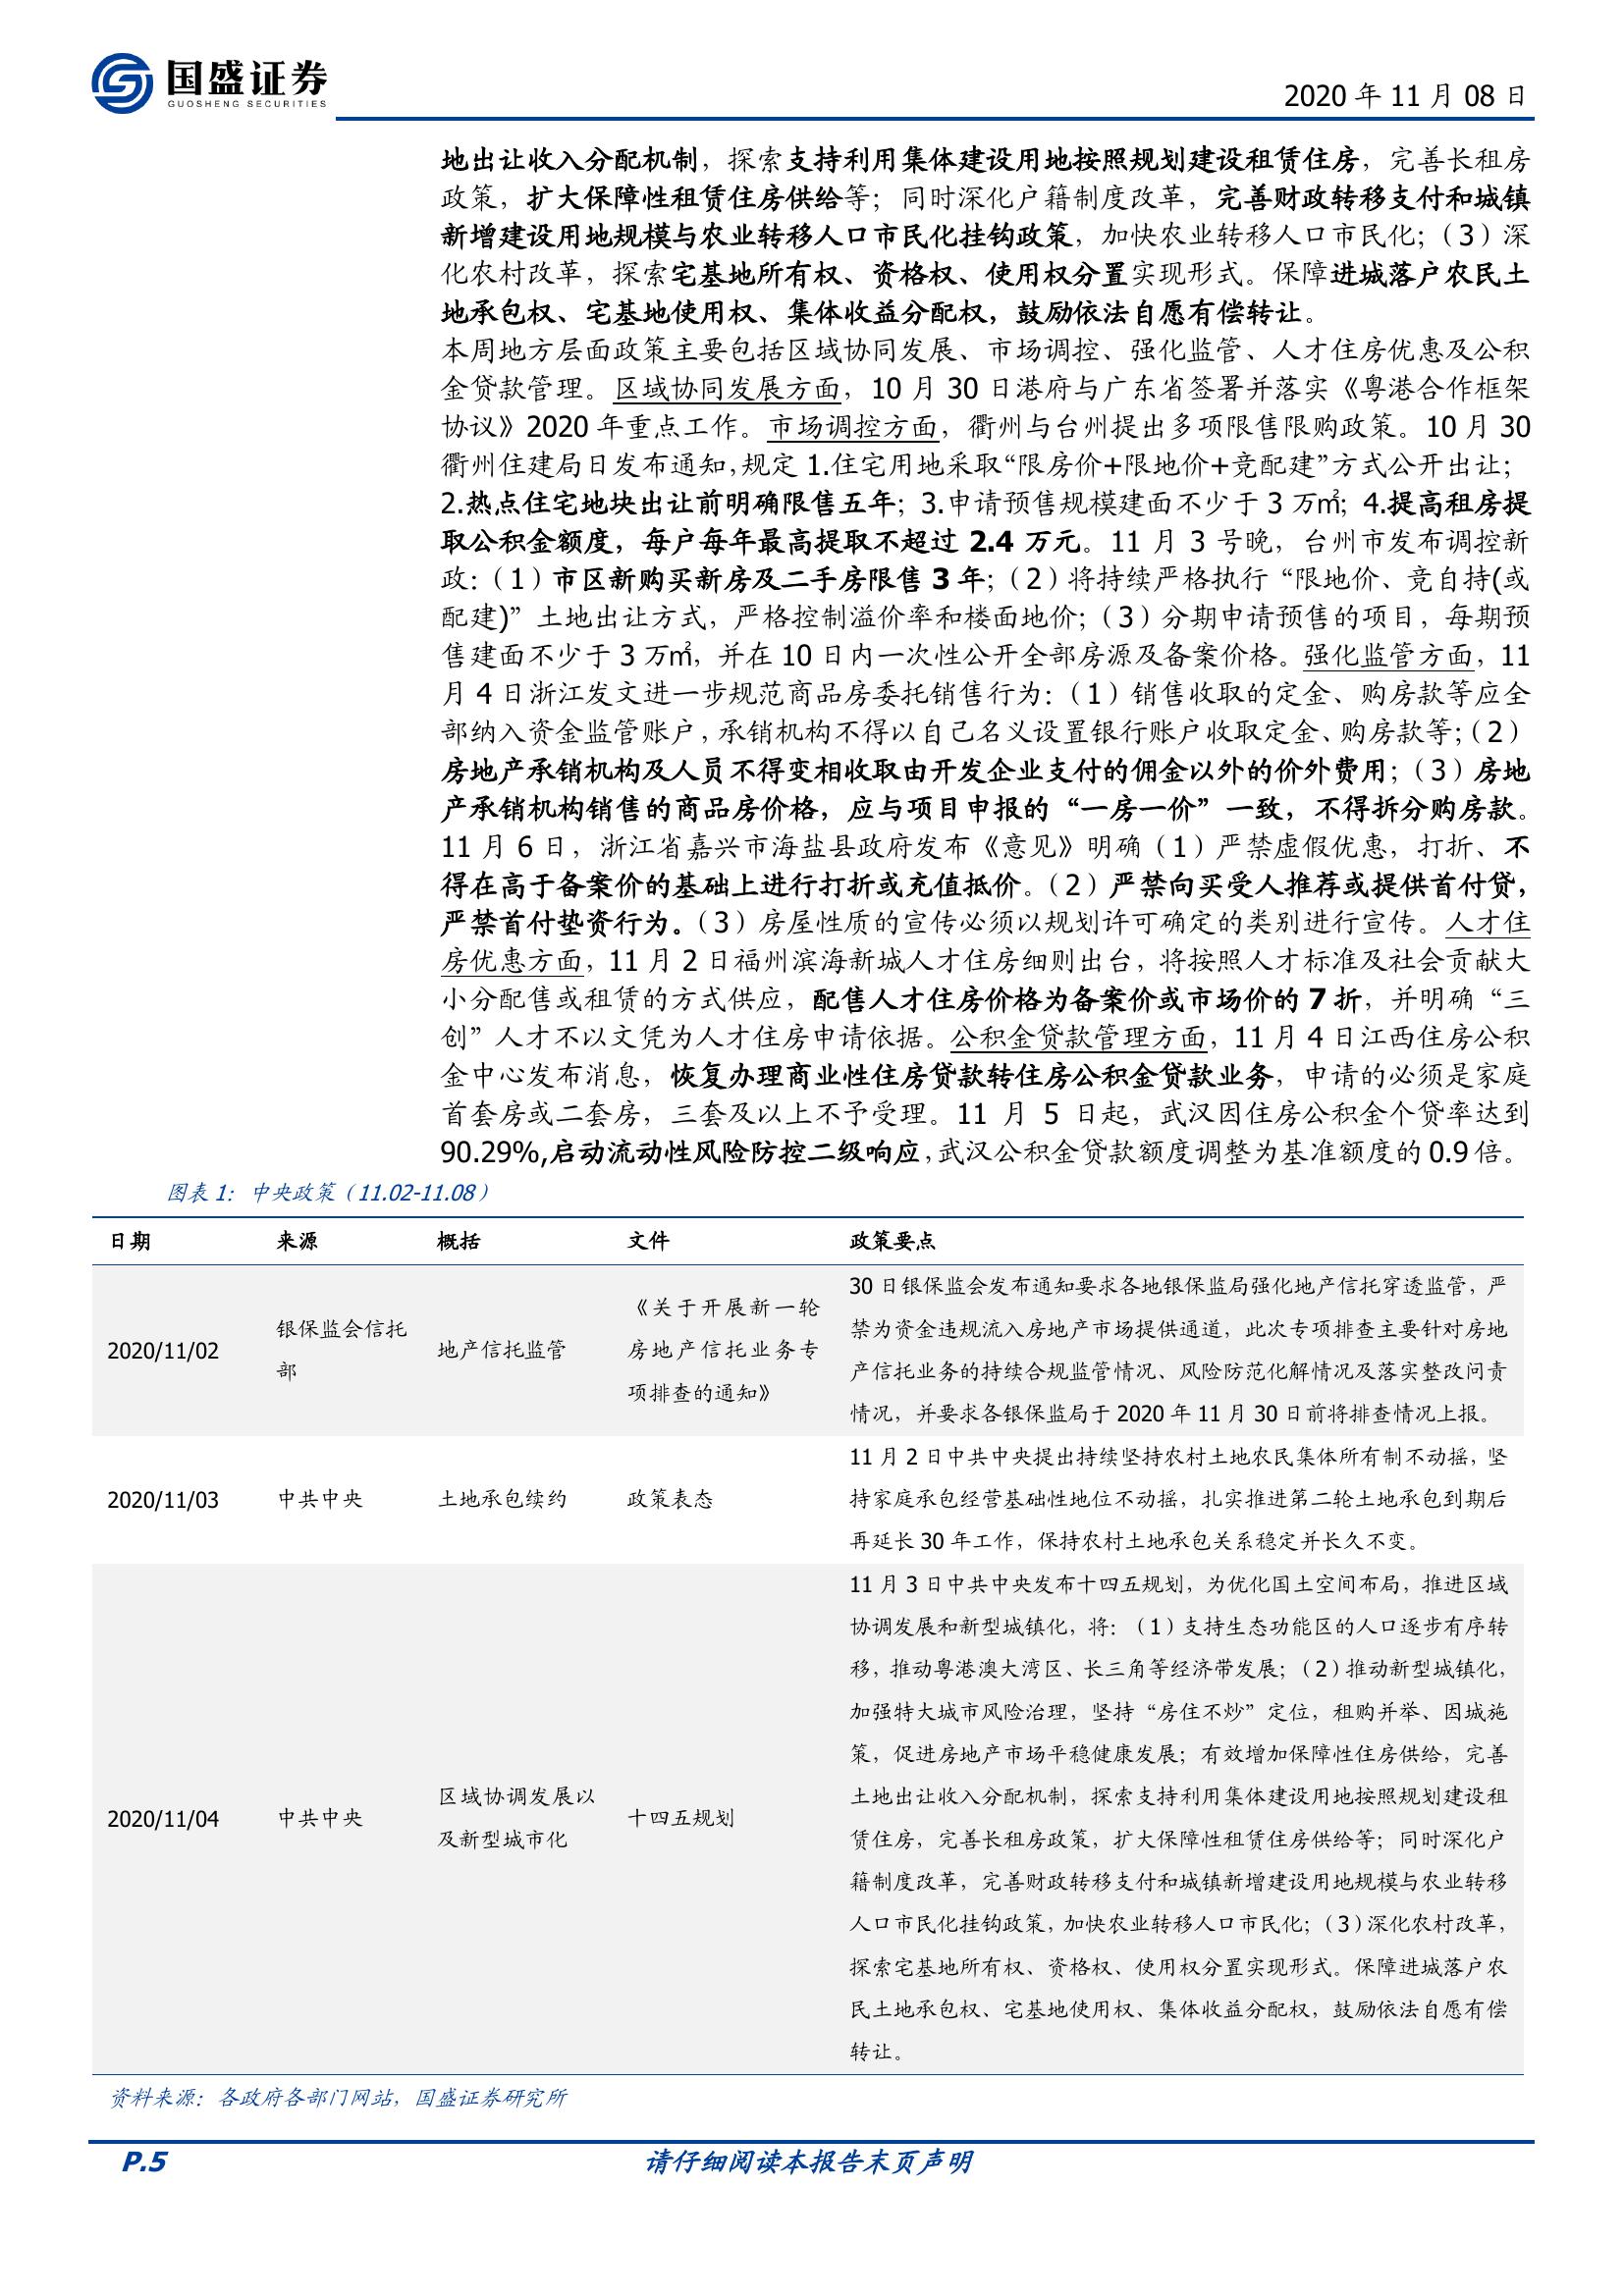 国盛证券
GUOSHENG SECURITIES
2020 年 11 月 08 日
地出让收入分配机制，探索支持利用集体建设用地按照规划建设租赁住房，完善长租房
政策，扩大保障性租赁住房供给等；同时深化户籍制度改革，完善财政转移支付和城镇
新增建设用地规模与农业转移人口市民化挂钩政策，加快农业转移人口市民化；（3）深
化农村改革，探索宅基地所有权、资格权、使用权分置实现形式。保障进城落户农民土
地承包权、宅基地使用权、集体收益分配权，鼓励依法自愿有偿转让。
本周地方层面政策主要包括区域协同发展、市场调控、强化监管、人才住房优惠及公积
金贷款管理。区域协同发展方面，10 月 30 日港府与广东省签署并落实《粤港合作框架
协议》2020 年重点工作。市场调控方面，衢州与台州提出多项限售限购政策。10 月 30
衢州住建局日发布通知，规定 1.住宅用地采取“限房价+限地价+竞配建”方式公开出让；
2.热点住宅地块出让前明确限售五年；3.申请预售规模建面不少于 3 万㎡；4.提高租房提
取公积金额度，每户每年最高提取不超过 2.4 万元。11 月 3 号晚，台州市发布调控新
政：（1）市区新购买新房及二手房限售 3 年；（2）将持续严格执行“限地价、竞自持(或
配建)”土地出让方式，严格控制溢价率和楼面地价；（3）分期申请预售的项目，每期预
售建面不少于 3 万㎡，并在 10 日内一次性公开全部房源及备案价格。强化监管方面，11
月 4 日浙江发文进一步规范商品房委托销售行为：（1）销售收取的定金、购房款等应全
部纳入资金监管账户，承销机构不得以自己名义设置银行账户收取定金、购房款等；（2）
房地产承销机构及人员不得变相收取由开发企业支付的佣金以外的价外费用；（3）房地
产承销机构销售的商品房价格，应与项目申报的“一房一价”一致，不得拆分购房款。
11 月 6 日，浙江省嘉兴市海盐县政府发布《意见》明确（1）严禁虚假优惠，打折、不
得在高于备案价的基础上进行打折或充值抵价。（2）严禁向买受人推荐或提供首付贷，
严禁首付垫资行为。（3）房屋性质的宣传必须以规划许可确定的类别进行宣传。人才住
房优惠方面，11 月 2 日福州滨海新城人才住房细则出台，将按照人才标准及社会贡献大
小分配售或租赁的方式供应，配售人才住房价格为备案价或市场价的 7 折，并明确“三
创”人才不以文凭为人才住房申请依据。公积金贷款管理方面，11 月 4 日江西住房公积
金中心发布消息，恢复办理商业性住房贷款转住房公积金贷款业务，申请的必须是家庭
首套房或二套房，三套及以上不予受理。11 月 5 日起，武汉因住房公积金个贷率达到
90.29%,启动流动性风险防控二级响应，武汉公积金贷款额度调整为基准额度的 0.9 倍。
图表 1：中央政策（11.02-11.08）
日期 来源 概括 文件 政策要点
2020/11/02
银保监会信托
部
地产信托监管
《关于开展新一轮
房地产信托业务专
项排查的通知》
30 日银保监会发布通知要求各地银保监局强化地产信托穿透监管，严
禁为资金违规流入房地产市场提供通道，此次专项排查主要针对房地
产信托业务的持续合规监管情况、风险防范化解情况及落实整改问责
情况，并要求各银保监局于 2020 年 11 月 30 日前将排查情况上报。
2020/11/03
中共中央
土地承包续约
政策表态
11 月 2 日中共中央提出持续坚持农村土地农民集体所有制不动摇，坚
持家庭承包经营基础性地位不动摇，扎实推进第二轮土地承包到期后
再延长 30 年工作，保持农村土地承包关系稳定并长久不变。
2020/11/04
中共中央
区域协调发展以
及新型城市化
十四五规划
11 月 3 日中共中央发布十四五规划，为优化国土空间布局，推进区域
协调发展和新型城镇化，将：（1）支持生态功能区的人口逐步有序转
移，推动粤港澳大湾区、长三角等经济带发展；（2）推动新型城镇化，
加强特大城市风险治理，坚持“房住不炒”定位，租购并举、因城施
策，促进房地产市场平稳健康发展；有效增加保障性住房供给，完善
土地出让收入分配机制，探索支持利用集体建设用地按照规划建设租
赁住房，完善长租房政策，扩大保障性租赁住房供给等；同时深化户
籍制度改革，完善财政转移支付和城镇新增建设用地规模与农业转移
人口市民化挂钩政策，加快农业转移人口市民化；（3）深化农村改革，
探索宅基地所有权、资格权、使用权分置实现形式。保障进城落户农
民土地承包权、宅基地使用权、集体收益分配权，鼓励依法自愿有偿
转让。
资料来源：各政府各部门网站，国盛证券研究所
P.5
请仔细阅读本报告末页声明